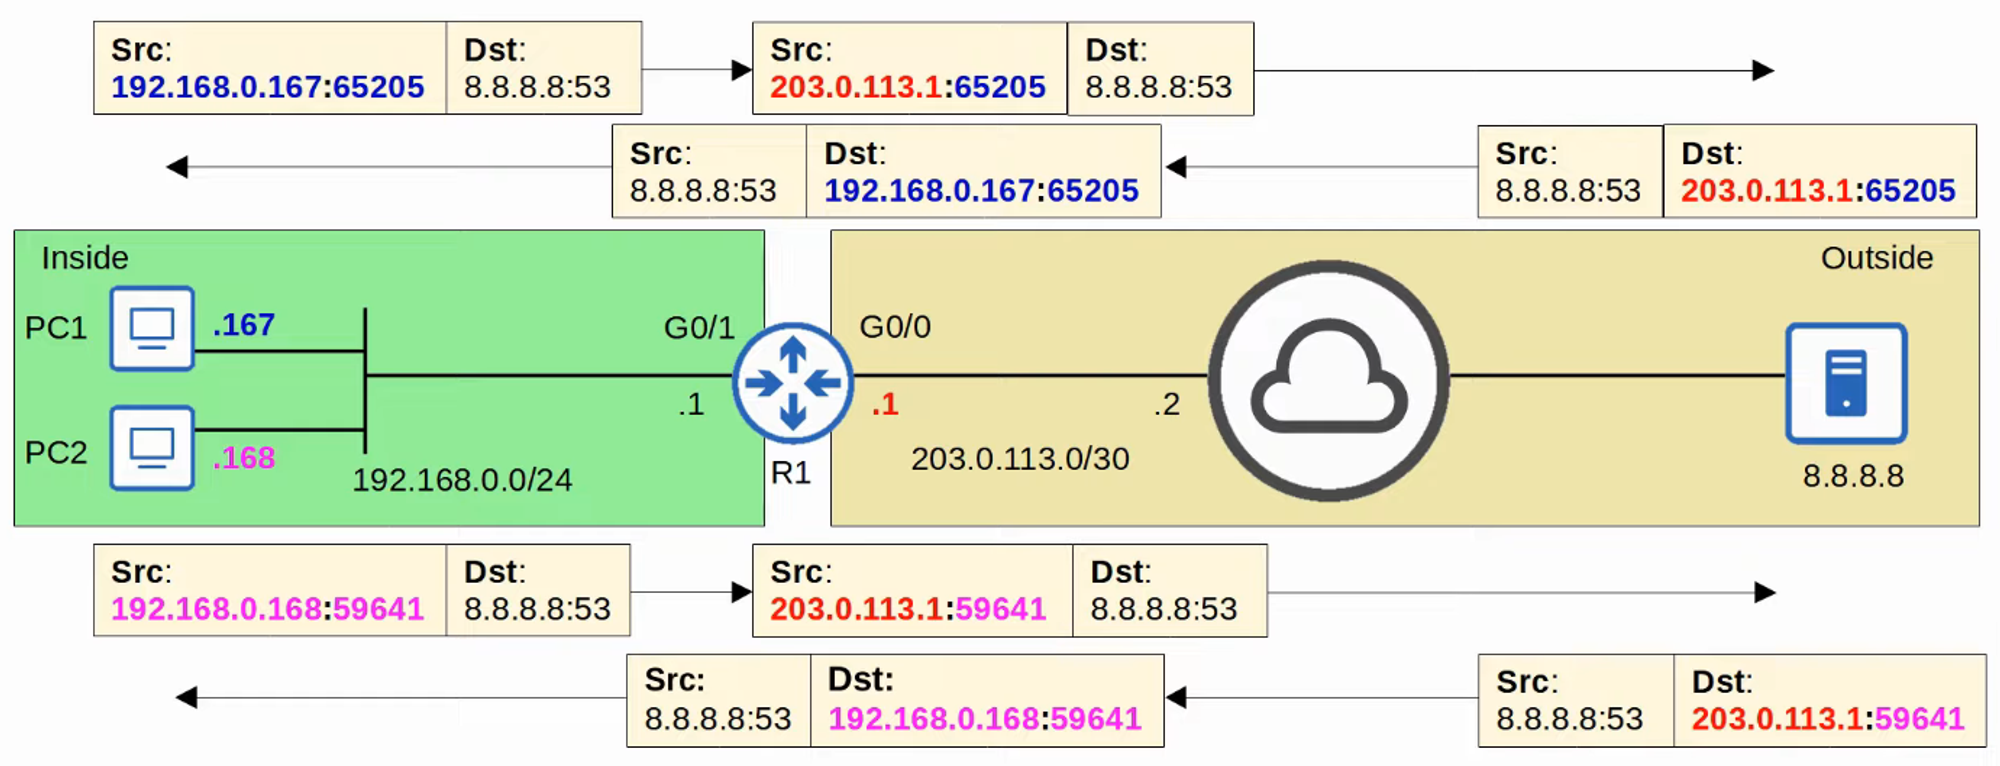 Src:
192.168.0.167:65205
Dst:
8.8.8.8:53
Src:
203.0.113.1:65205
Dst:
8.8.8.8:53
Src:
8.8.8.8:53
Dst:
192.168.0.167:65205
Src:
8.8.8.8:53
Dst:
203.0.113.1:65205
Inside
Outside
PC1
.167
G0/1
G0/0
.1
.1
.2
PC2
.168
192.168.0.0/24
R1
203.0.113.0/30
8.8.8.8
Src:
192.168.0.168:59641
Dst:
8.8.8.8:53
Src:
203.0.113.1:59641
Dst:
8.8.8.8:53
Src:
8.8.8.8:53
Dst:
192.168.0.168:59641
Src:
8.8.8.8:53
Dst:
203.0.113.1:59641